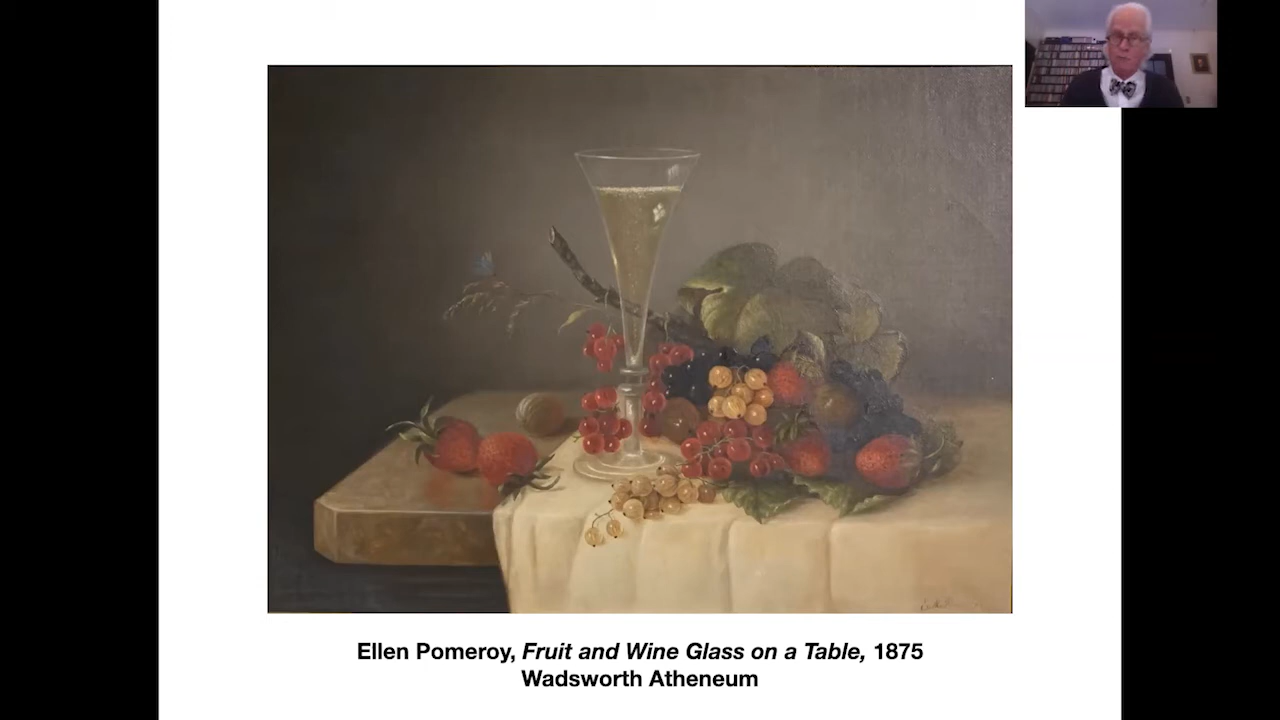 Ellen Pomeroy, Fruit and Wine Glass on a Table, 1875
Wadsworth Atheneum